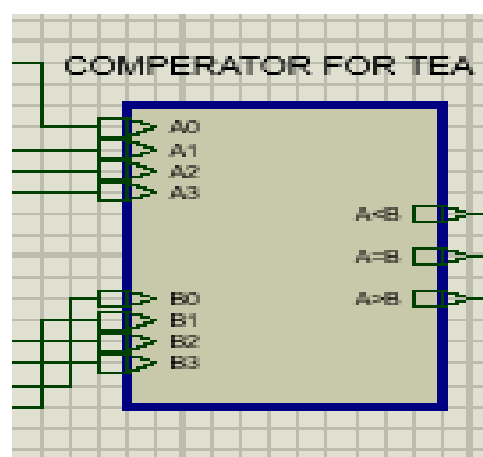 COMPERATOR FOR TEA
A0
A1
A2
A3
A<B
A=B
A>B
B0
B1
B2
B3